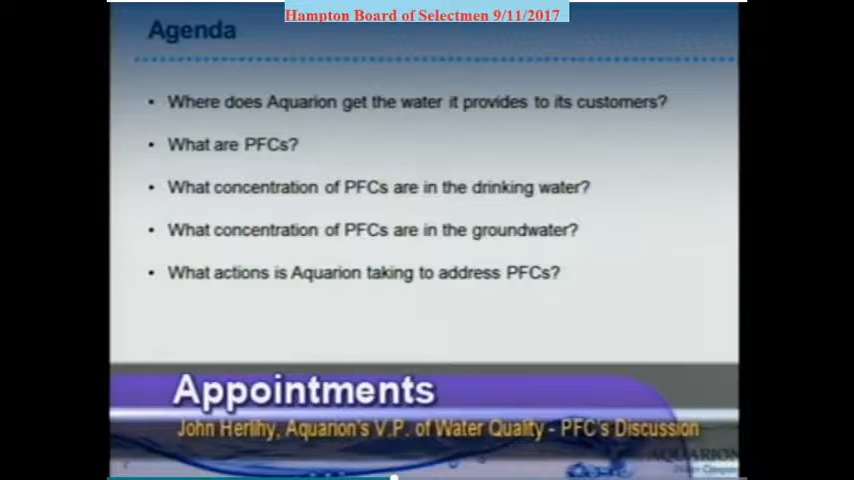 Hampton Board of Selectmen 9/11/2017
Agenda
• Where does Aquarion get the water it provides to its customers?
• What are PFCs?
• What concentration of PFCs are in the drinking water?
• What concentration of PFCs are in the groundwater?
• What actions is Aquarion taking to address PFCs?
Appointments
John Herlihy, Aquarion's V.P. of Water Quality - PFC's Discussion
AQUARION